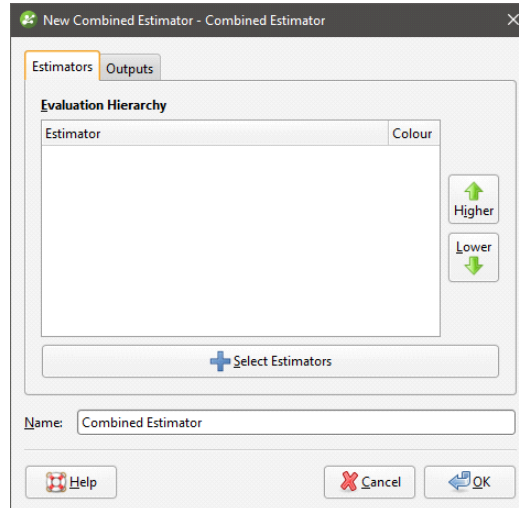 New Combined Estimator - Combined Estimator
Estimators
Outputs
Evaluation Hierarchy
Estimator
Colour
Higher
Lower
Select Estimators
Name:
Combined Estimator
Help
Cancel
OK